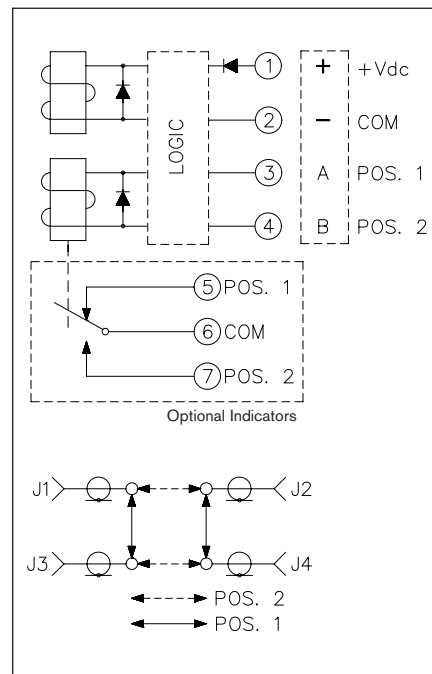 1 + +Vdc
2 − COM
LOGIC
3 A POS. 1
4 B POS. 2
5 POS. 1
6 COM
7 POS. 2
Optional Indicators
J1 J2
J3 J4
POS. 2
POS. 1